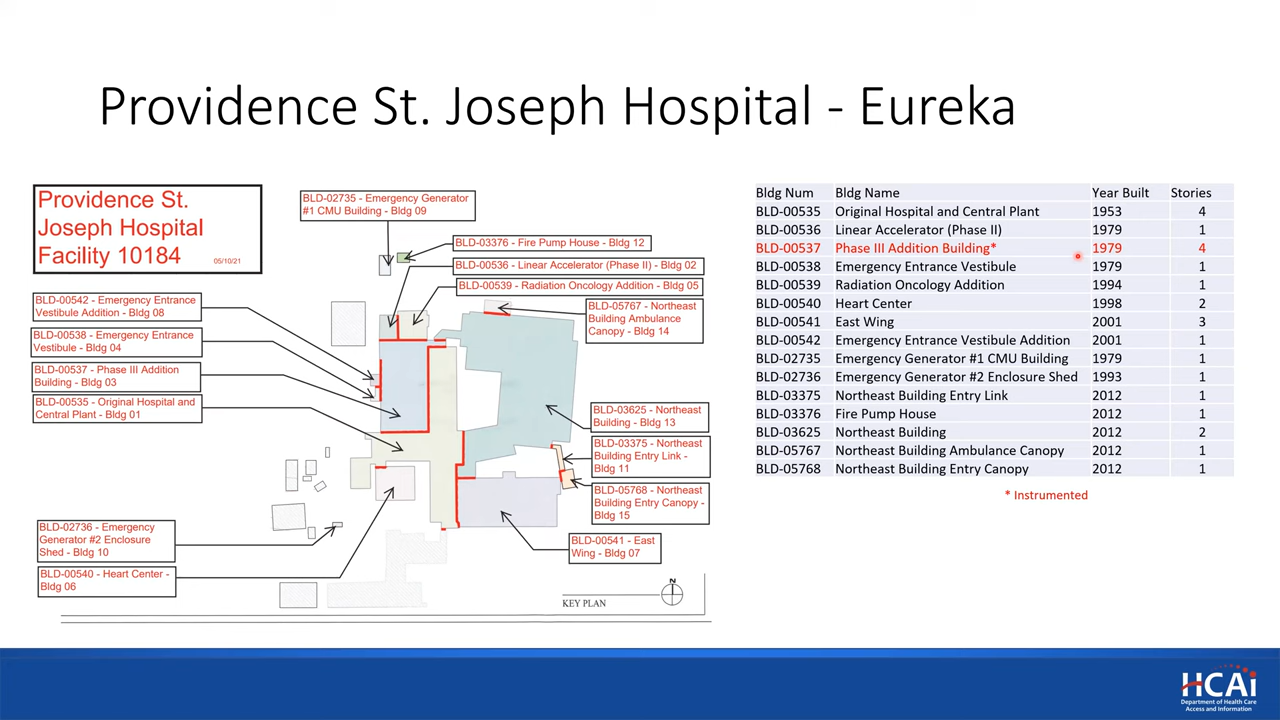 Providence St. Joseph Hospital - Eureka
Providence St.
Joseph Hospital
Facility 10184
05/10/21
BLD-02735 - Emergency Generator
#1 CMU Building - Bldg 09
BLD-03376 - Fire Pump House - Bldg 12
BLD-00536 - Linear Accelerator (Phase II) - Bldg 02
BLD-00539 - Radiation Oncology Addition - Bldg 05
BLD-05767 - Northeast
Building Ambulance
Canopy - Bldg 14
BLD-00542 - Emergency Entrance
Vestibule Addition - Bldg 08
BLD-00538 - Emergency Entrance
Vestibule - Bldg 04
BLD-00537 - Phase III Addition
Building - Bldg 03
BLD-00535 - Original Hospital and
Central Plant - Bldg 01
BLD-03625 - Northeast
Building - Bldg 13
BLD-03375 - Northeast
Building Entry Link -
Bldg 11
BLD-05768 - Northeast
Building Entry Canopy -
Bldg 15
BLD-00541 - East
Wing - Bldg 07
BLD-02736 - Emergency
Generator #2 Enclosure
Shed - Bldg 10
BLD-00540 - Heart Center -
Bldg 06
KEY PLAN
N
Bldg Num Bldg Name Year Built Stories
BLD-00535 Original Hospital and Central Plant 1953 4
BLD-00536 Linear Accelerator (Phase II) 1979 1
BLD-00537 Phase III Addition Building* 1979 4
BLD-00538 Emergency Entrance Vestibule 1979 1
BLD-00539 Radiation Oncology Addition 1994 1
BLD-00540 Heart Center 1998 2
BLD-00541 East Wing 2001 3
BLD-00542 Emergency Entrance Vestibule Addition 2001 1
BLD-02735 Emergency Generator #1 CMU Building 1979 1
BLD-02736 Emergency Generator #2 Enclosure Shed 1993 1
BLD-03375 Northeast Building Entry Link 2012 1
BLD-03376 Fire Pump House 2012 1
BLD-03625 Northeast Building 2012 2
BLD-05767 Northeast Building Ambulance Canopy 2012 1
BLD-05768 Northeast Building Entry Canopy 2012 1
* Instrumented
HCAi
Department of Health Care
Access and Information